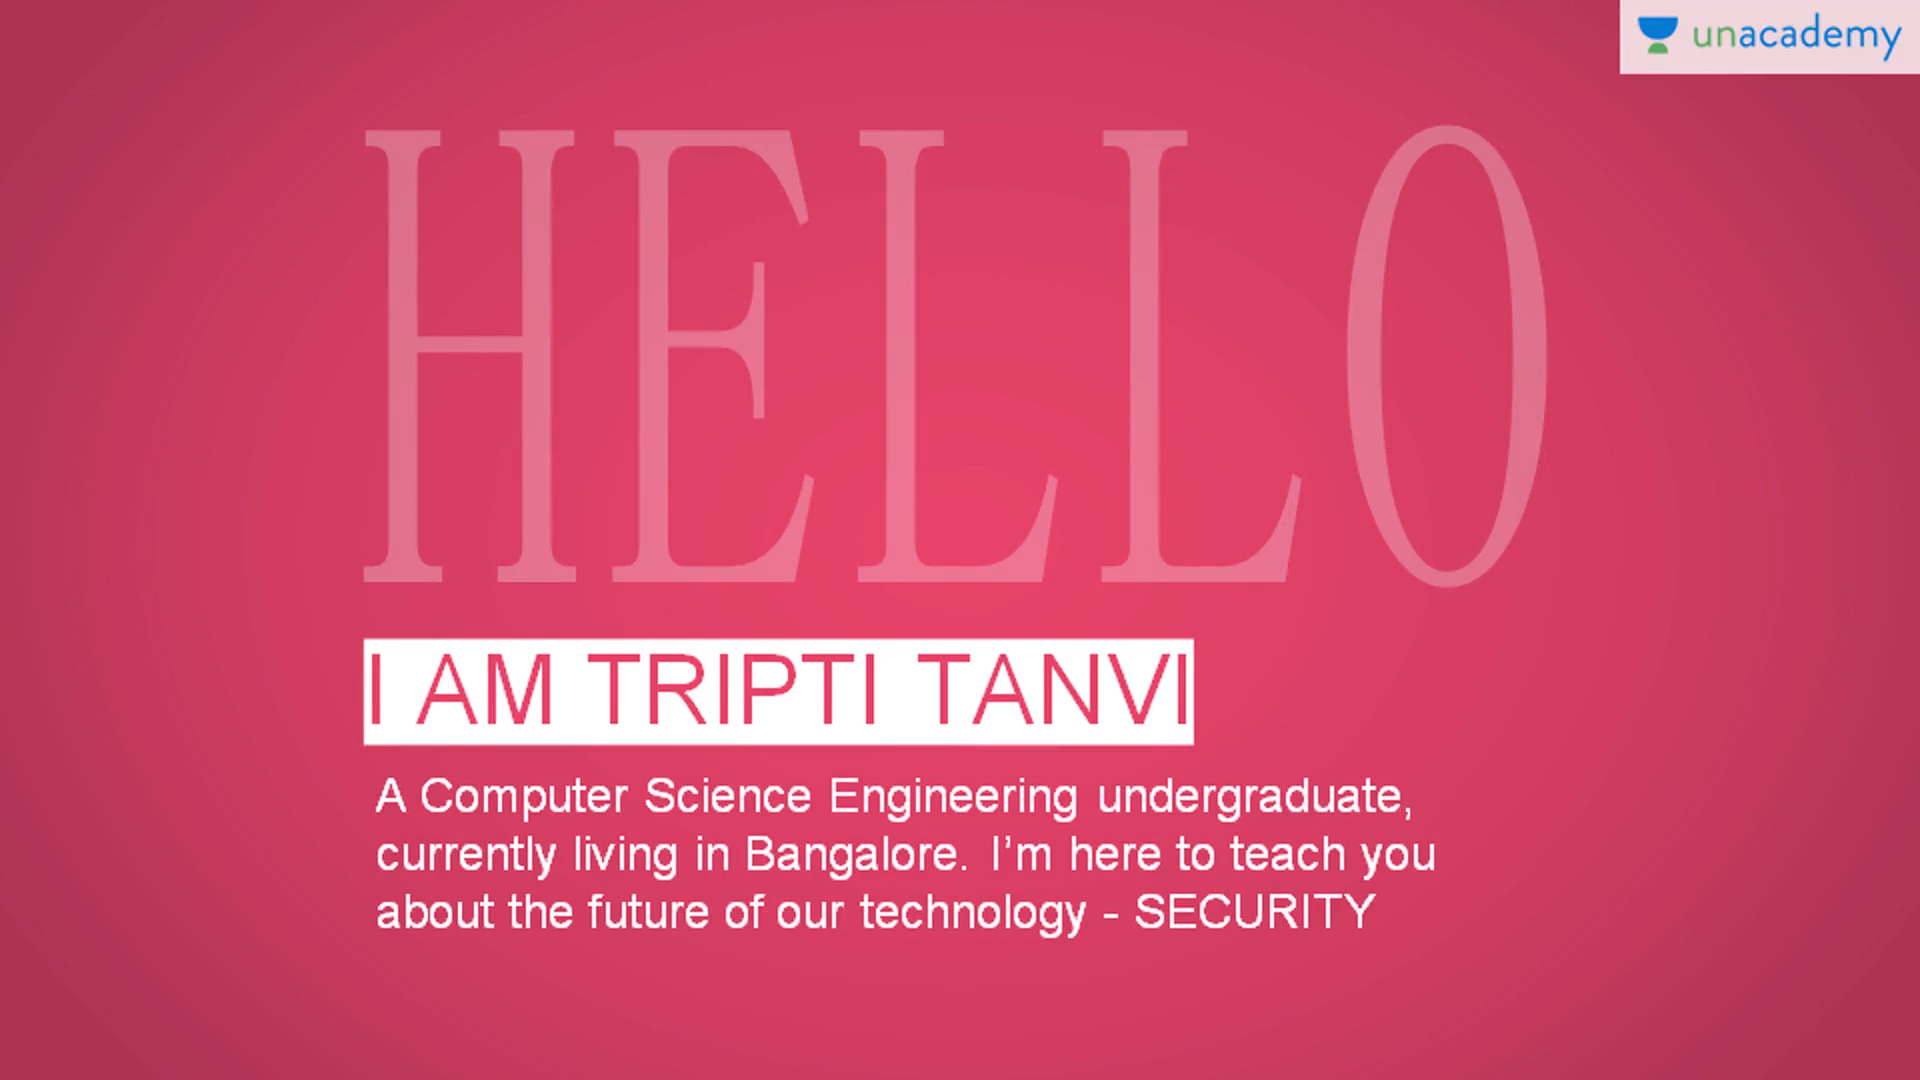 unacademy
HELLO
I AM TRIPTI TANVI
A Computer Science Engineering undergraduate,
currently living in Bangalore. I'm here to teach you
about the future of our technology - SECURITY